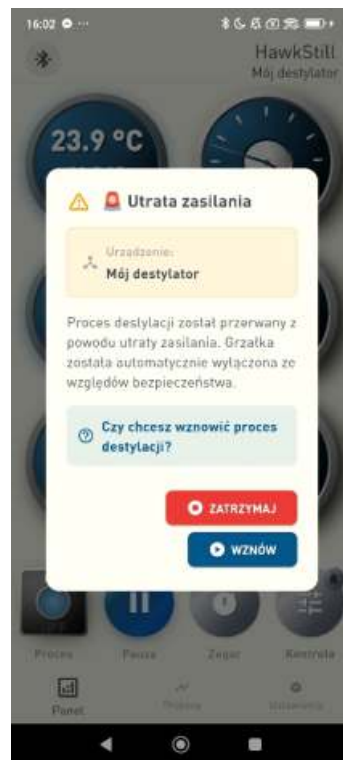 16:02
HawkStill
Mój destylator
23.9 °C
Utrata zasilania
Urządzenie:
Mój destylator
Proces destylacji został przerwany z
powodu utraty zasilania. Grzałka
została automatycznie wyłączona ze
względów bezpieczeństwa.
Czy chcesz wznowić proces
destylacji?
ZATRZYMAJ
WZNÓW
Proces
Pauza
Zegar
Kontrola
Panel
Ustawienia